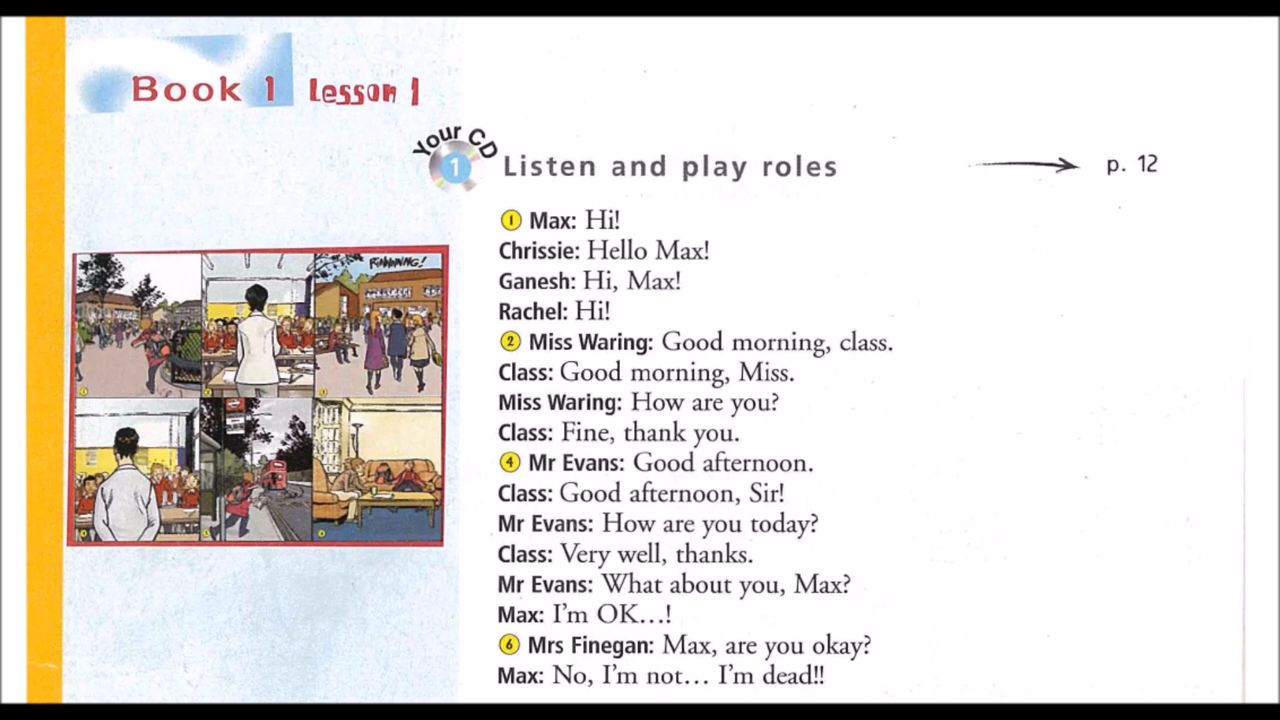 Book 1 Lesson 1
Your CD
1 Listen and play roles p. 12
1 Max: Hi!
Chrissie: Hello Max!
Ganesh: Hi, Max!
Rachel: Hi!
2 Miss Waring: Good morning, class.
Class: Good morning, Miss.
Miss Waring: How are you?
Class: Fine, thank you.
4 Mr Evans: Good afternoon.
Class: Good afternoon, Sir!
Mr Evans: How are you today?
Class: Very well, thanks.
Mr Evans: What about you, Max?
Max: I'm OK…!
6 Mrs Finegan: Max, are you okay?
Max: No, I'm not… I'm dead!!